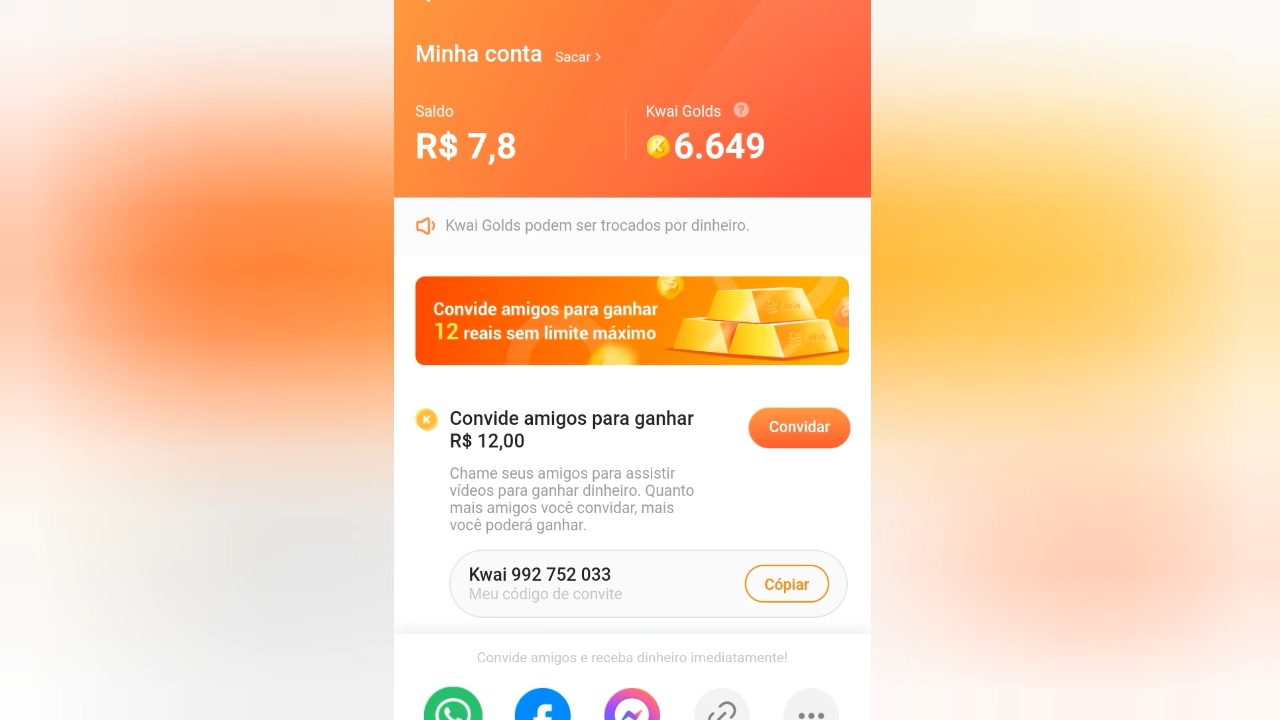 Minha conta Sacar >
Saldo
Kwai Golds ?
R$ 7,8
6.649
Kwai Golds podem ser trocados por dinheiro.
Convide amigos para ganhar
12 reais sem limite máximo
Convide amigos para ganhar
R$ 12,00
Convidar
Chame seus amigos para assistir
vídeos para ganhar dinheiro. Quanto
mais amigos você convidar, mais
você poderá ganhar.
Kwai 992 752 033
Meu código de convite
Cópiar
Convide amigos e receba dinheiro imediatamente!